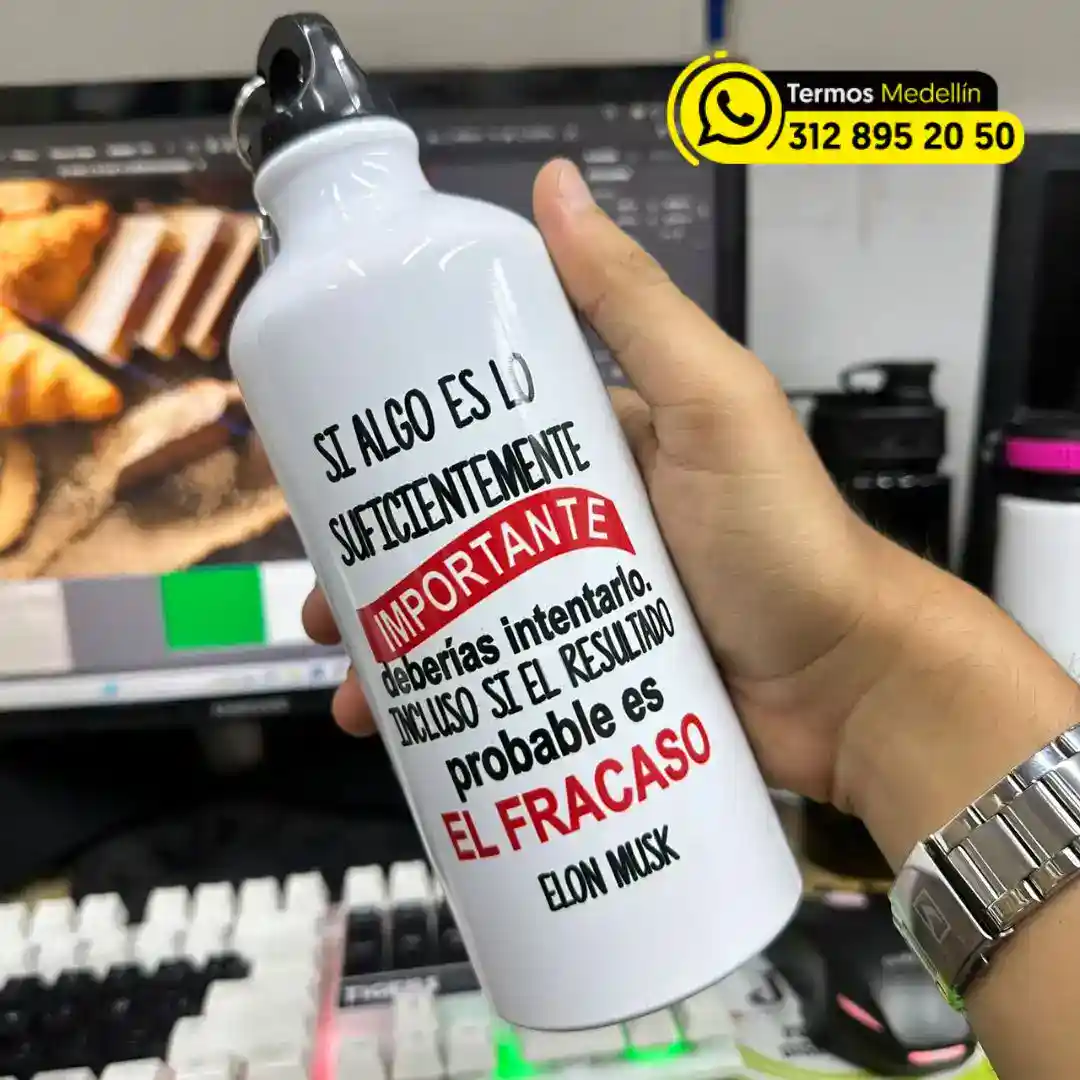 Termos Medellín
312 895 20 50
SI ALGO ES LO
SUFICIENTEMENTE
IMPORTANTE
deberías intentarlo.
INCLUSO SI EL RESULTADO
probable es
EL FRACASO
ELON MUSK